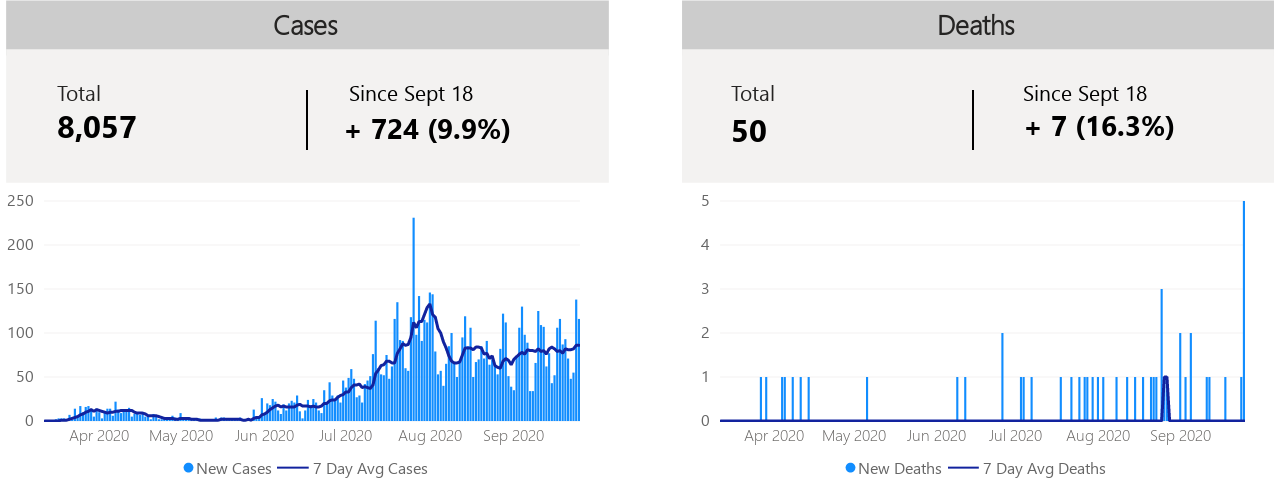 Cases
Total
8,057
Since Sept 18
+ 724 (9.9%)
250
200
150
100
50
0
Apr 2020 May 2020 Jun 2020 Jul 2020 Aug 2020 Sep 2020
New Cases 7 Day Avg Cases
Deaths
Total
50
Since Sept 18
+ 7 (16.3%)
5
4
3
2
1
0
Apr 2020 May 2020 Jun 2020 Jul 2020 Aug 2020 Sep 2020
New Deaths 7 Day Avg Deaths